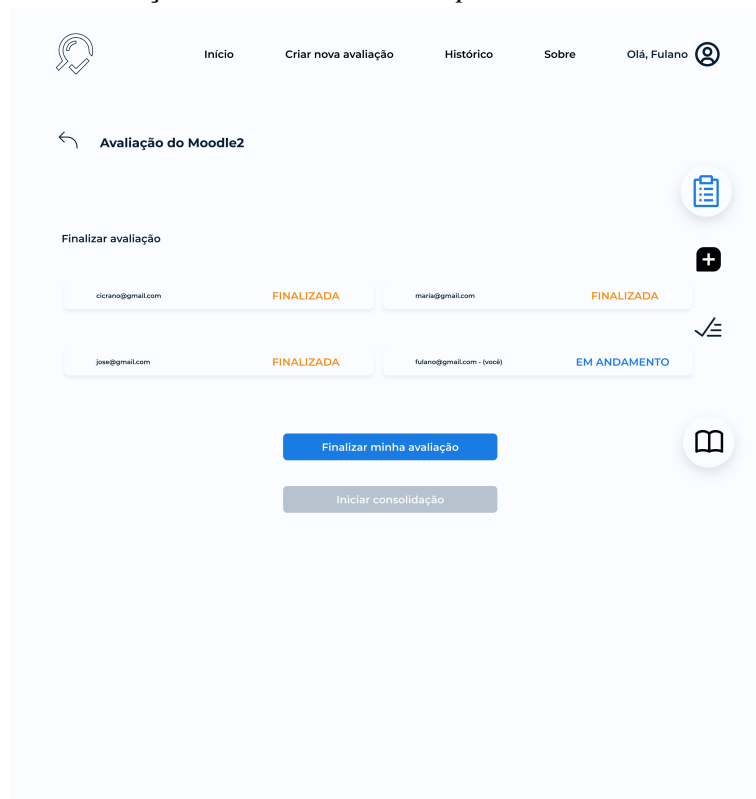 Início Criar nova avaliação Histórico Sobre Olá, Fulano
Avaliação do Moodle2
Finalizar avaliação
cicrano@gmail.com FINALIZADA maria@gmail.com FINALIZADA
jose@gmail.com FINALIZADA fulano@gmail.com - (você) EM ANDAMENTO
Finalizar minha avaliação
Iniciar consolidação